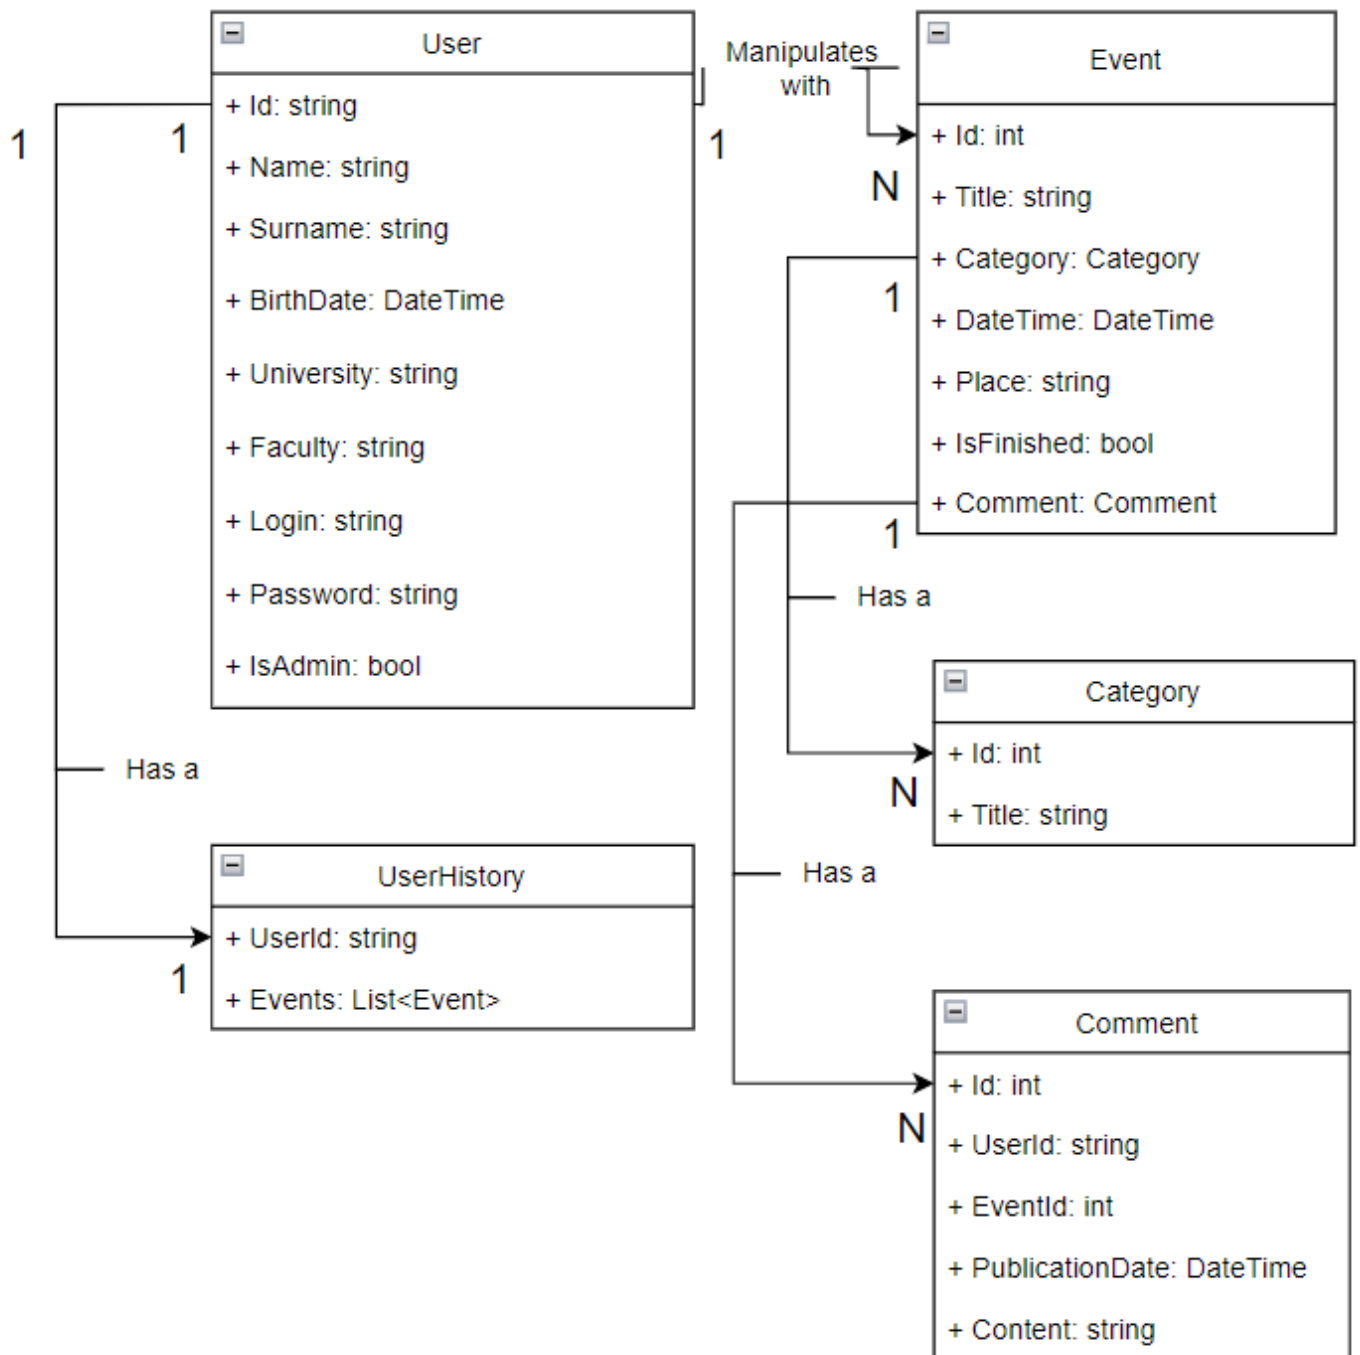 User
+ Id: string
+ Name: string
+ Surname: string
+ BirthDate: DateTime
+ University: string
+ Faculty: string
+ Login: string
+ Password: string
+ IsAdmin: bool
1
1
1
Manipulates
with
N
Event
+ Id: int
+ Title: string
+ Category: Category
+ DateTime: DateTime
+ Place: string
+ IsFinished: bool
+ Comment: Comment
1
1
Has a
Category
+ Id: int
+ Title: string
N
Has a
UserHistory
+ UserId: string
+ Events: List<Event>
1
Has a
Comment
+ Id: int
+ UserId: string
+ EventId: int
+ PublicationDate: DateTime
+ Content: string
N